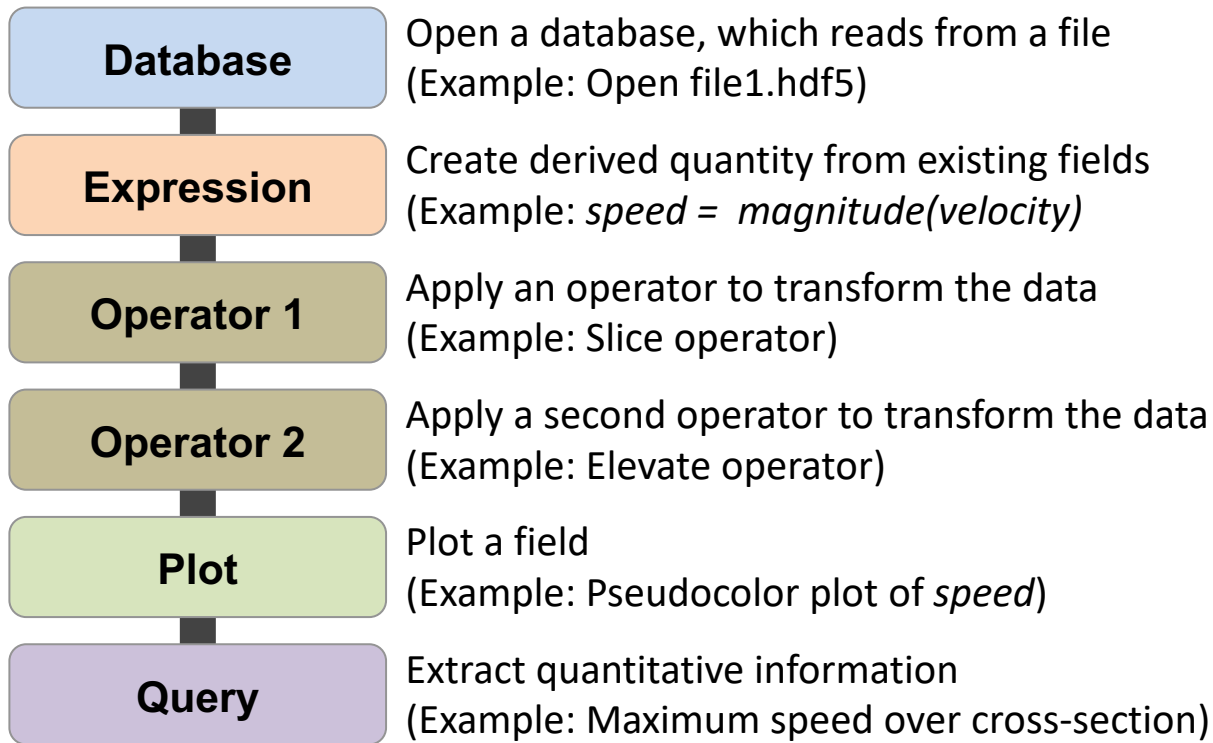 Database
Open a database, which reads from a file
(Example: Open file1.hdf5)
Expression
Create derived quantity from existing fields
(Example: speed = magnitude(velocity)
Operator 1
Apply an operator to transform the data
(Example: Slice operator)
Operator 2
Apply a second operator to transform the data
(Example: Elevate operator)
Plot
Plot a field
(Example: Pseudocolor plot of speed)
Query
Extract quantitative information
(Example: Maximum speed over cross-section)